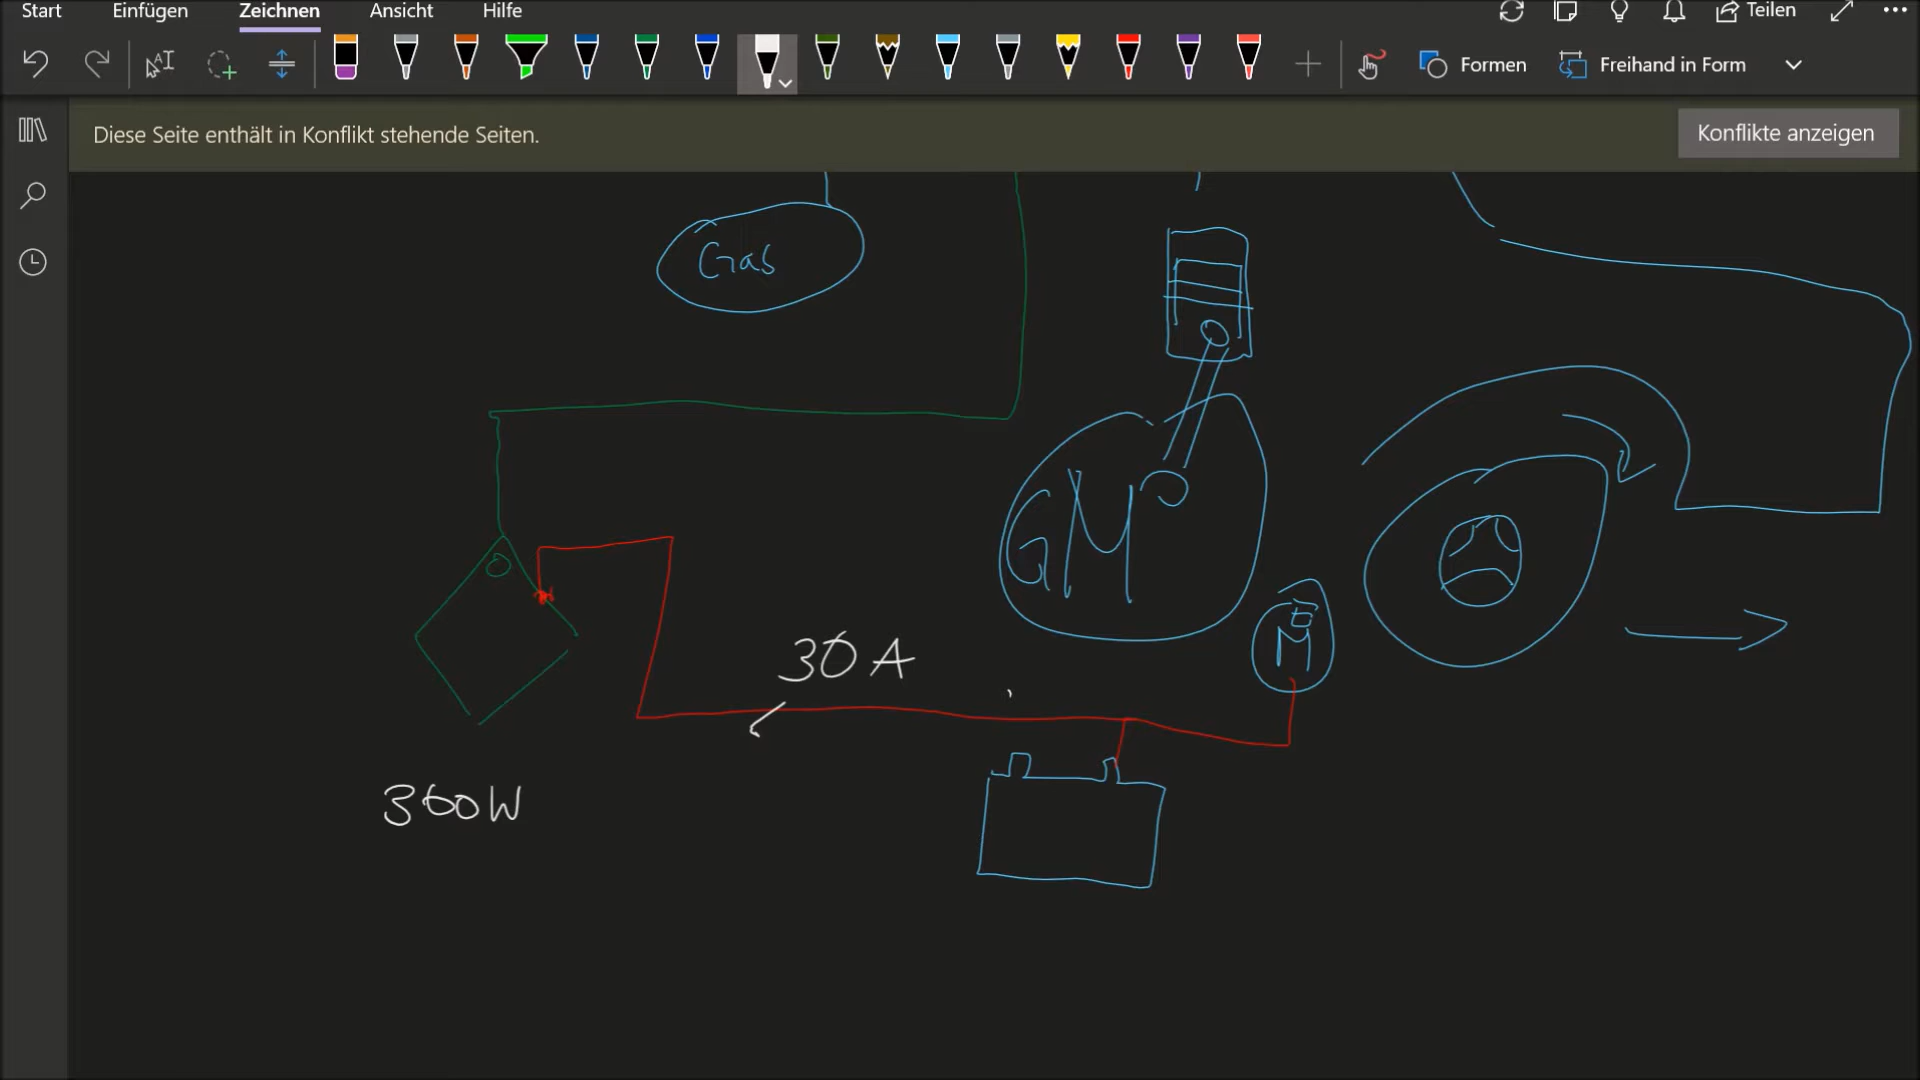 Start Einfügen Zeichnen Ansicht Hilfe Teilen
Formen Freihand in Form
Diese Seite enthält in Konflikt stehende Seiten. Konflikte anzeigen
Gas
GM
M
30 A
360W